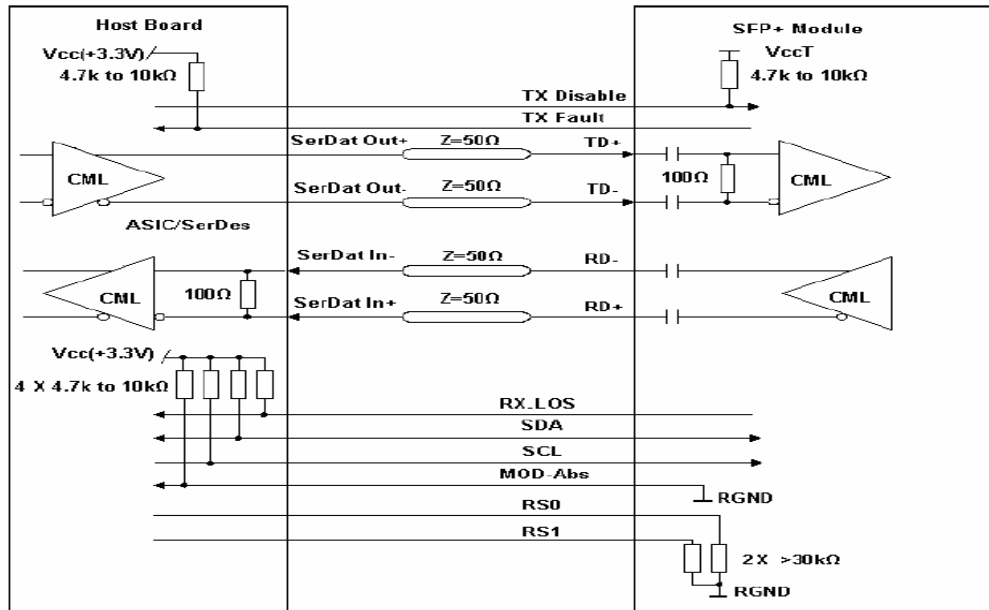 Host Board
SFP+ Module
Vcc(+3.3V)
4.7k to 10kΩ
VccT
4.7k to 10kΩ
TX Disable
TX Fault
SerDat Out+
Z=50Ω
TD+
CML
100Ω
CML
SerDat Out-
Z=50Ω
TD-
ASIC/SerDes
SerDat In-
Z=50Ω
RD-
CML
100Ω
SerDat In+
Z=50Ω
RD+
CML
Vcc(+3.3V)
4 X 4.7k to 10kΩ
RX_LOS
SDA
SCL
MOD-Abs
RGND
RS0
RS1
2X >30kΩ
RGND